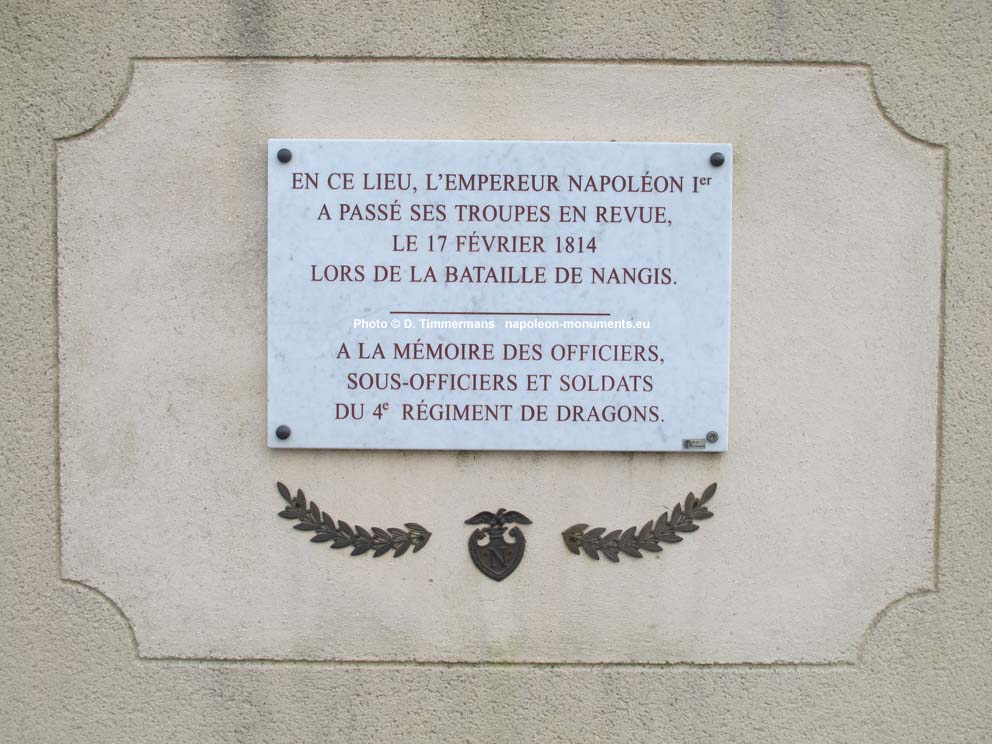 EN CE LIEU, L'EMPEREUR NAPOLÉON Ier
A PASSÉ SES TROUPES EN REVUE,
LE 17 FÉVRIER 1814
LORS DE LA BATAILLE DE NANGIS.
Photo © D. Timmermans napoleon-monuments.eu
A LA MÉMOIRE DES OFFICIERS,
SOUS-OFFICIERS ET SOLDATS
DU 4e RÉGIMENT DE DRAGONS.
N